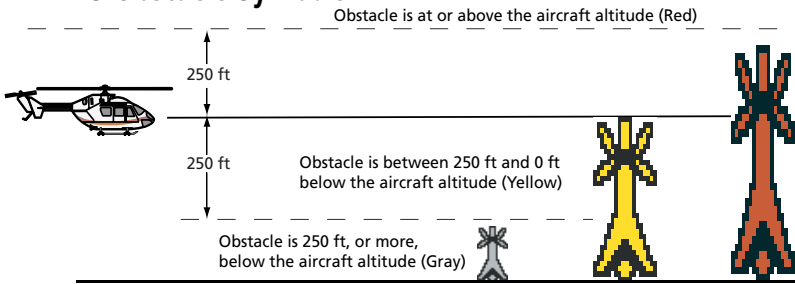 Obstacle is at or above the aircraft altitude (Red)
250 ft
250 ft
Obstacle is between 250 ft and 0 ft
below the aircraft altitude (Yellow)
Obstacle is 250 ft, or more,
below the aircraft altitude (Gray)